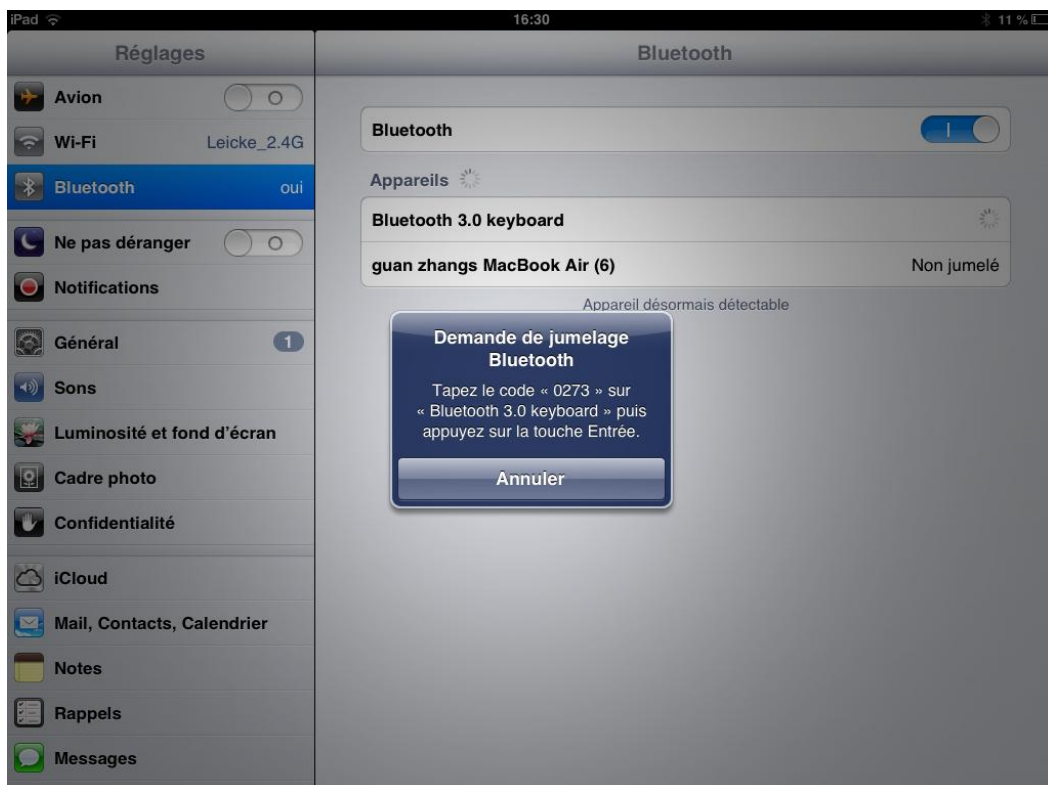 iPad 16:30 11 %
Réglages
Bluetooth
Avion
Wi-Fi Leicke_2.4G
Bluetooth oui
Ne pas déranger
Notifications
Général 1
Sons
Luminosité et fond d'écran
Cadre photo
Confidentialité
iCloud
Mail, Contacts, Calendrier
Notes
Rappels
Messages
Bluetooth
Appareils
Bluetooth 3.0 keyboard
guan zhangs MacBook Air (6) Non jumelé
Appareil désormais détectable
Demande de jumelage
Bluetooth
Tapez le code « 0273 » sur
« Bluetooth 3.0 keyboard » puis
appuyez sur la touche Entrée.
Annuler